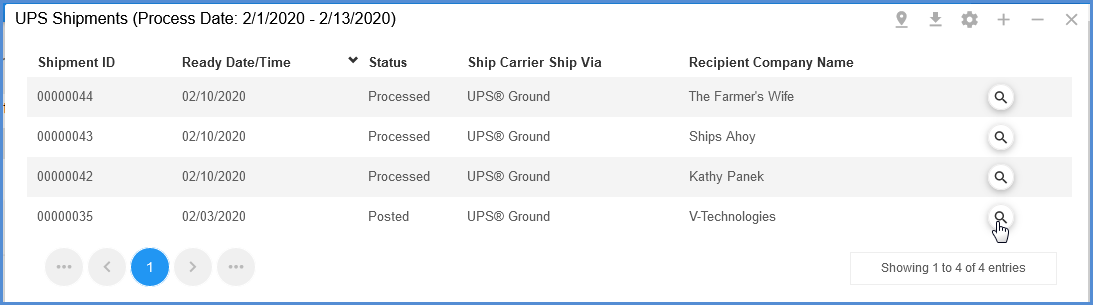 UPS Shipments (Process Date: 2/1/2020 - 2/13/2020)
Shipment ID Ready Date/Time Status Ship Carrier Ship Via Recipient Company Name
00000044 02/10/2020 Processed UPS® Ground The Farmer's Wife
00000043 02/10/2020 Processed UPS® Ground Ships Ahoy
00000042 02/10/2020 Processed UPS® Ground Kathy Panek
00000035 02/03/2020 Posted UPS® Ground V-Technologies
1
Showing 1 to 4 of 4 entries